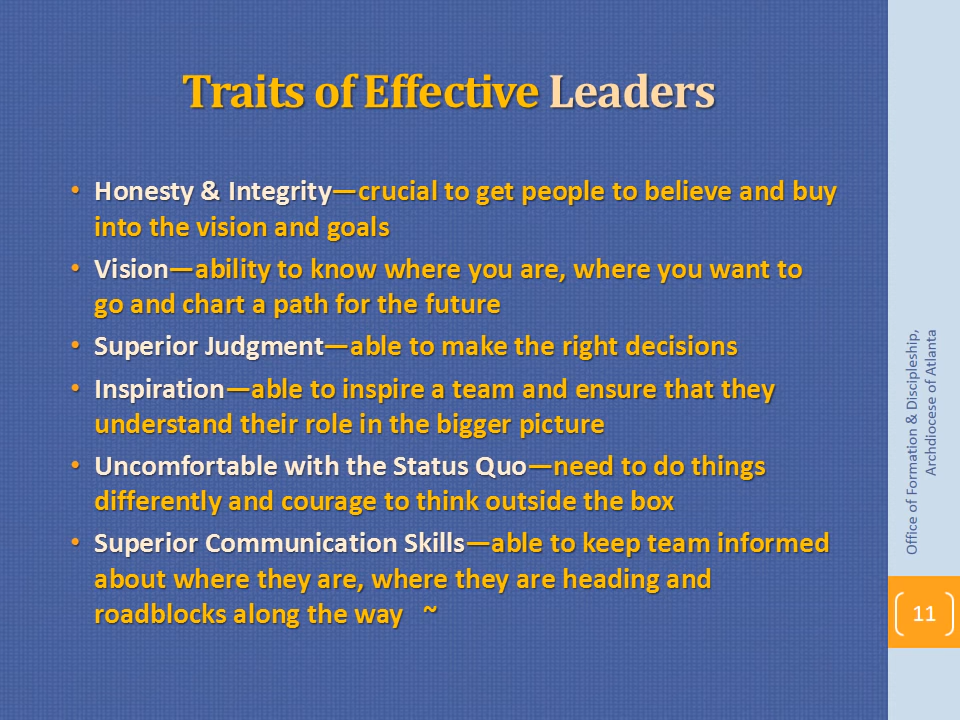 Traits of Effective Leaders
• Honesty & Integrity—crucial to get people to believe and buy
into the vision and goals
• Vision—ability to know where you are, where you want to
go and chart a path for the future
• Superior Judgment—able to make the right decisions
• Inspiration—able to inspire a team and ensure that they
understand their role in the bigger picture
• Uncomfortable with the Status Quo—need to do things
differently and courage to think outside the box
• Superior Communication Skills—able to keep team informed
about where they are, where they are heading and
roadblocks along the way ~
Office of Formation & Discipleship,
Archdiocese of Atlanta
11